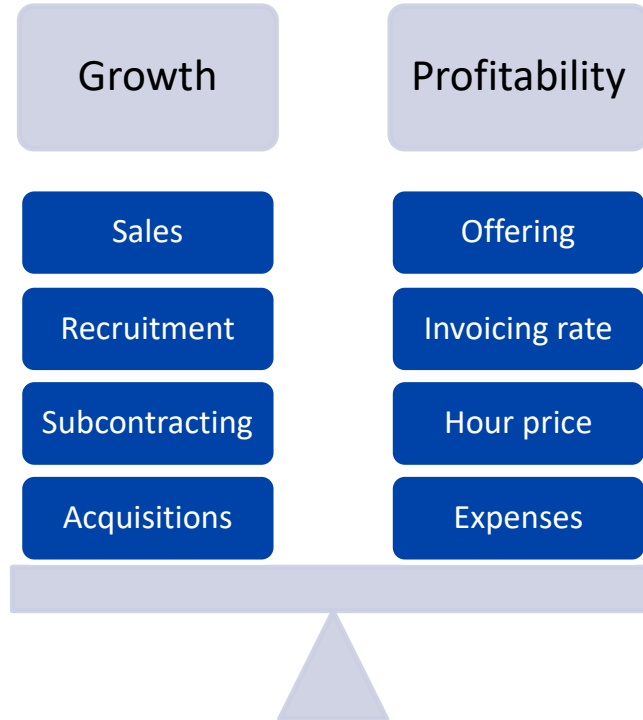 Growth
Profitability
Sales
Offering
Recruitment
Invoicing rate
Subcontracting
Hour price
Acquisitions
Expenses